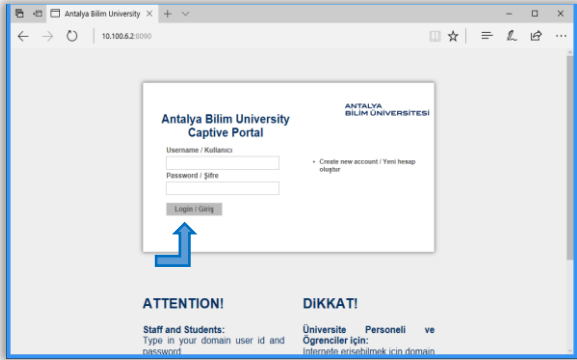 Antalya Bilim University
10.100.6.2:8090
ANTALYA
BİLİM ÜNİVERSİTESİ
Antalya Bilim University
Captive Portal
Username / Kullanıcı
Password / Şifre
Login / Giriş
• Create new account / Yeni hesap
oluştur
ATTENTION!
Staff and Students:
Type in your domain user id and
password
DİKKAT!
Üniversite Personeli ve
Ögrenciler için:
Internete erişebilmek için domain